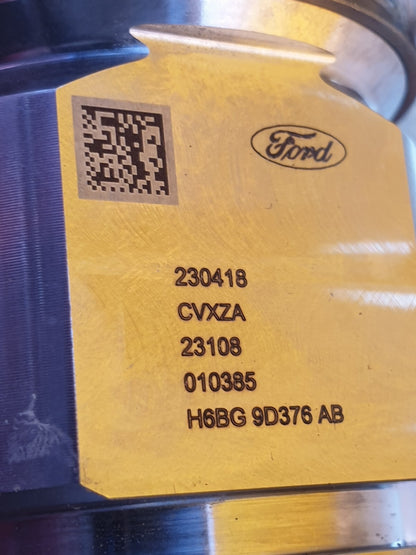 Ford
230418
CVXZA
23108
010385
H6BG 9D376 AB